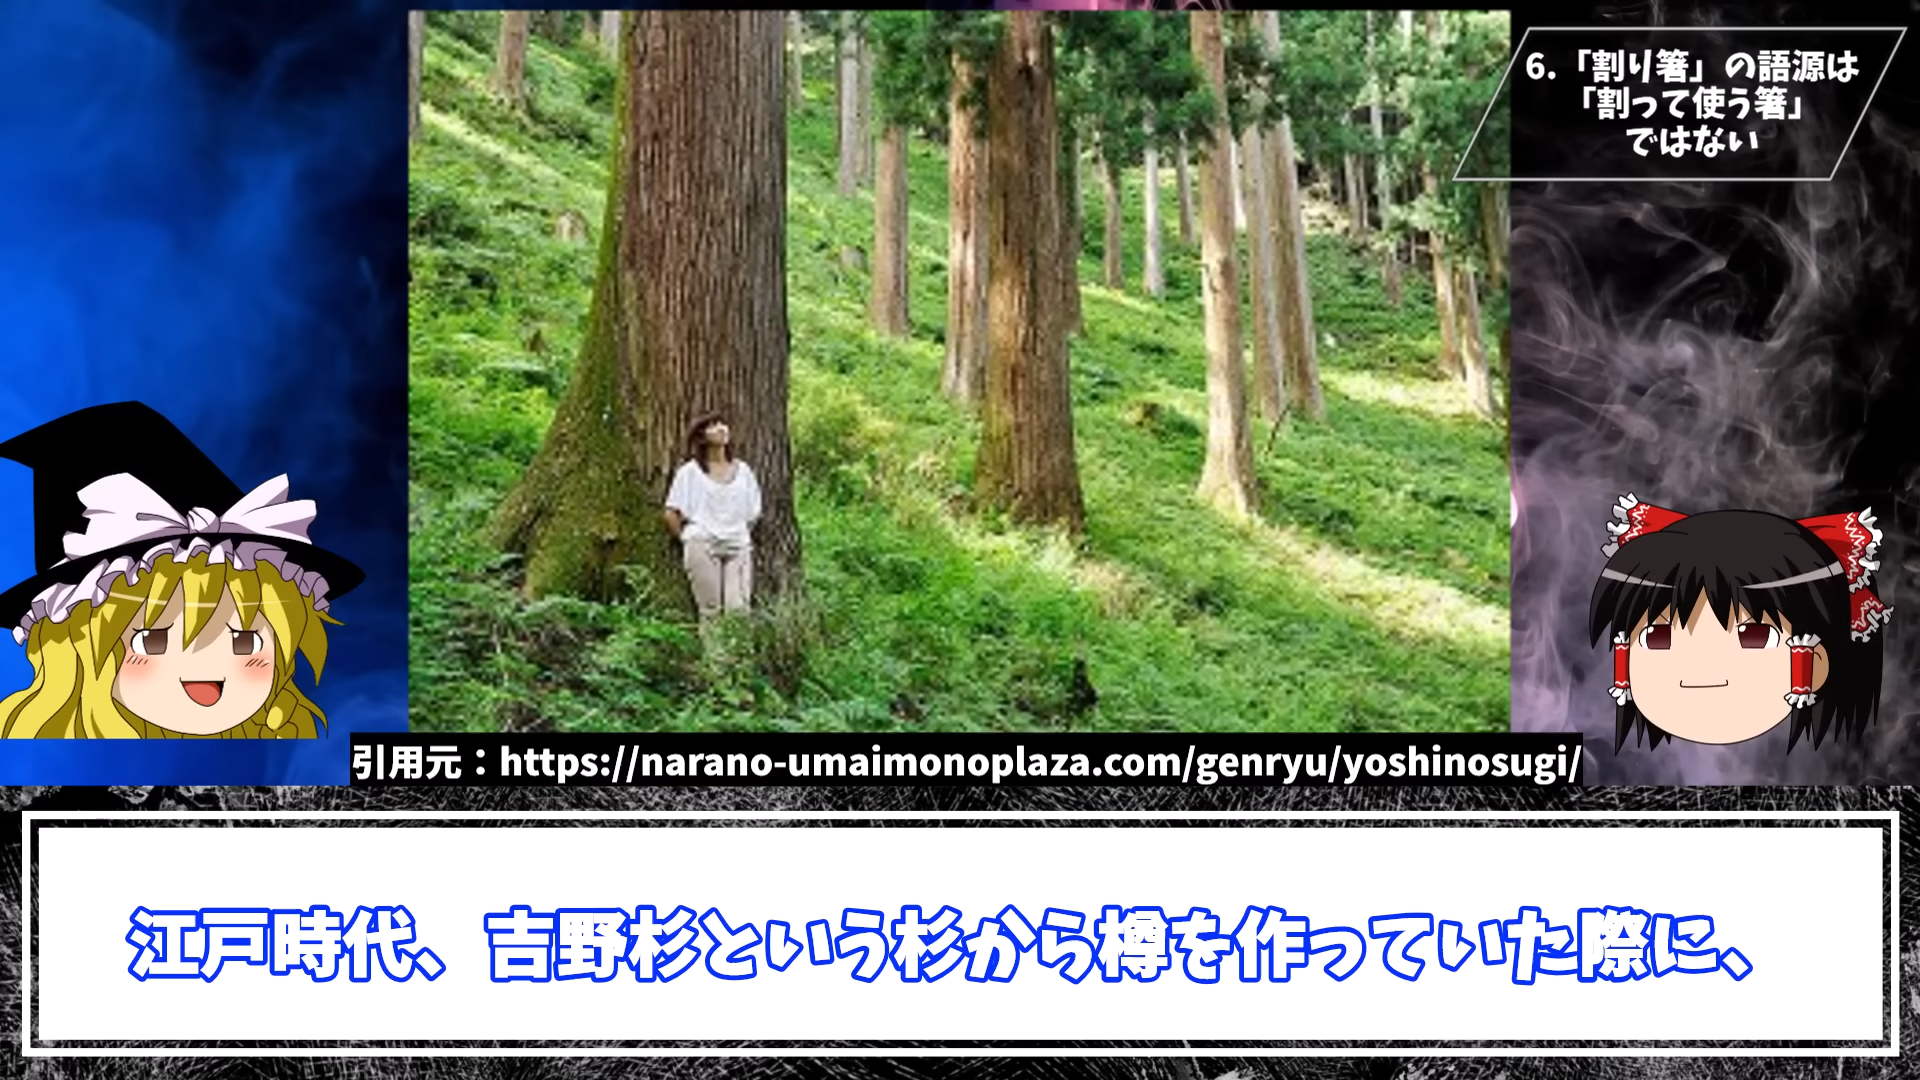 6.「割り箸」の語源は
「割って使う箸」
ではない
引用元：https://narano-umaimonoplaza.com/genryu/yoshinosugi/
江戸時代、吉野杉という杉から樽を作っていた際に、